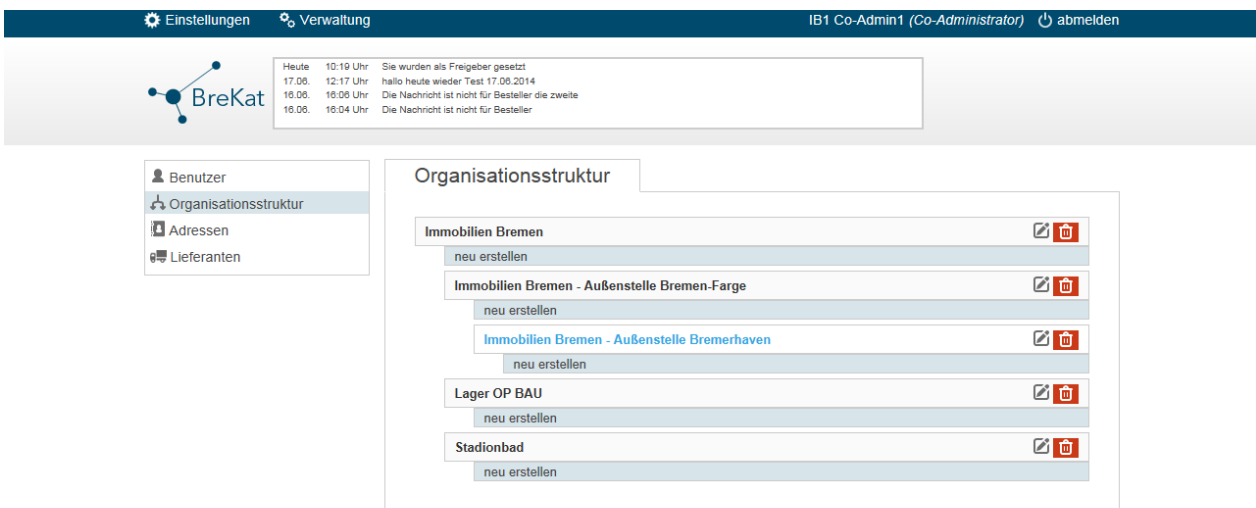 Einstellungen Verwaltung IB1 Co-Admin1 (Co-Administrator) abmelden
BreKat
Heute 10:19 Uhr Sie wurden als Freigeber gesetzt
17.06. 12:17 Uhr hallo heute wieder Test 17.06.2014
16.06. 16:06 Uhr Die Nachricht ist nicht für Besteller die zweite
16.06. 16:04 Uhr Die Nachricht ist nicht für Besteller
Benutzer
Organisationsstruktur
Adressen
Lieferanten
Organisationsstruktur
Immobilien Bremen
neu erstellen
Immobilien Bremen - Außenstelle Bremen-Farge
neu erstellen
Immobilien Bremen - Außenstelle Bremerhaven
neu erstellen
Lager OP BAU
neu erstellen
Stadionbad
neu erstellen